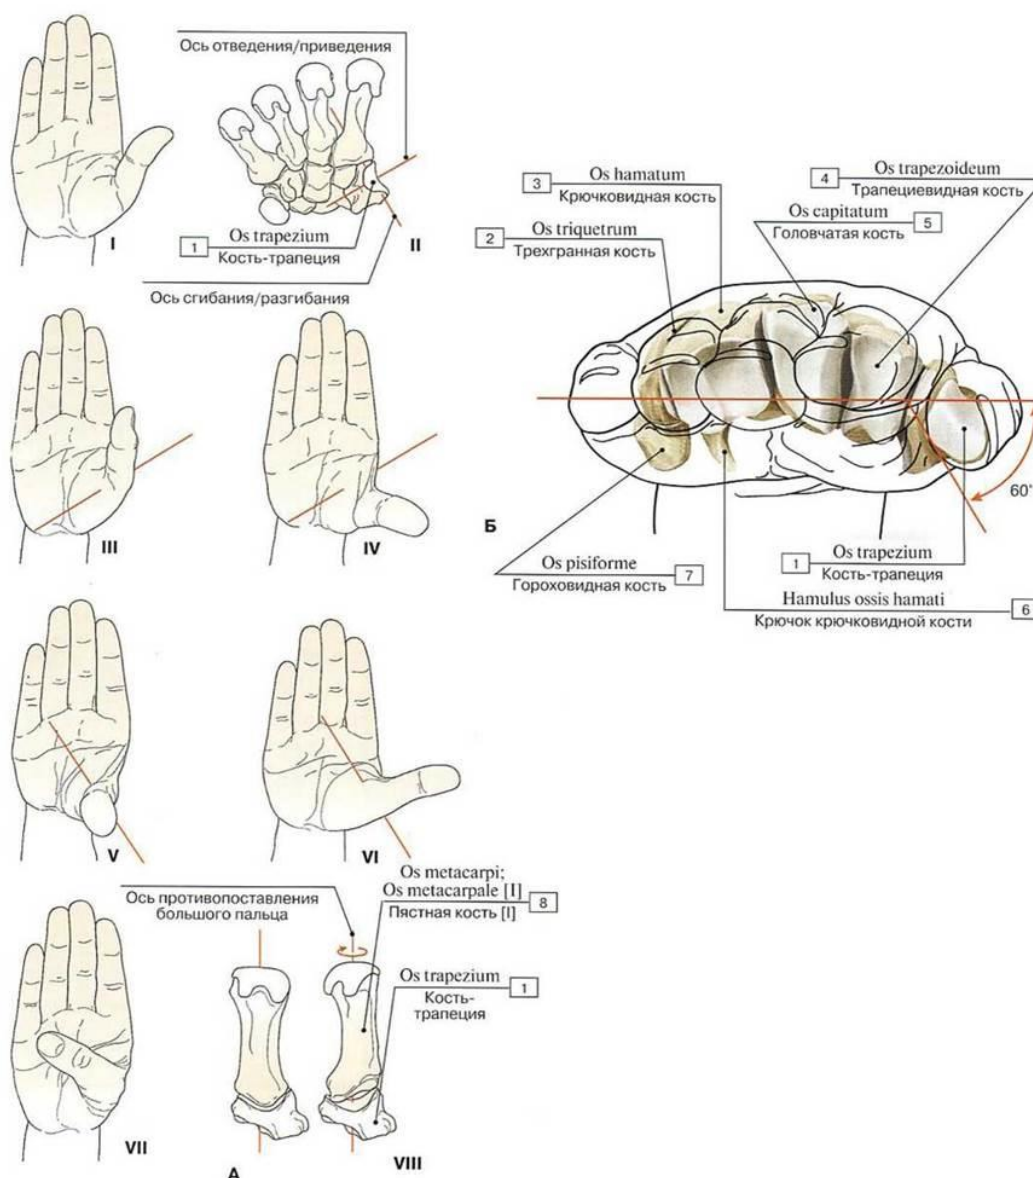 Ось отведения/приведения
1
Os trapezium
Кость-трапеция
Ось сгибания/разгибания
I
II
III
IV
3
Os hamatum
Крючковидная кость
4
Os trapezoideum
Трапециевидная кость
2
Os triquetrum
Трехгранная кость
Os capitatum
Головчатая кость
5
60°
Б
Os pisiforme
Гороховидная кость
7
1
Os trapezium
Кость-трапеция
Hamulus ossis hamati
Крючок крючковидной кости
6
V
VI
Ось противопоставления
большого пальца
Os metacarpi;
Os metacarpale [I]
Пястная кость [I]
8
Os trapezium
Кость-
трапеция
1
VII
А
VIII